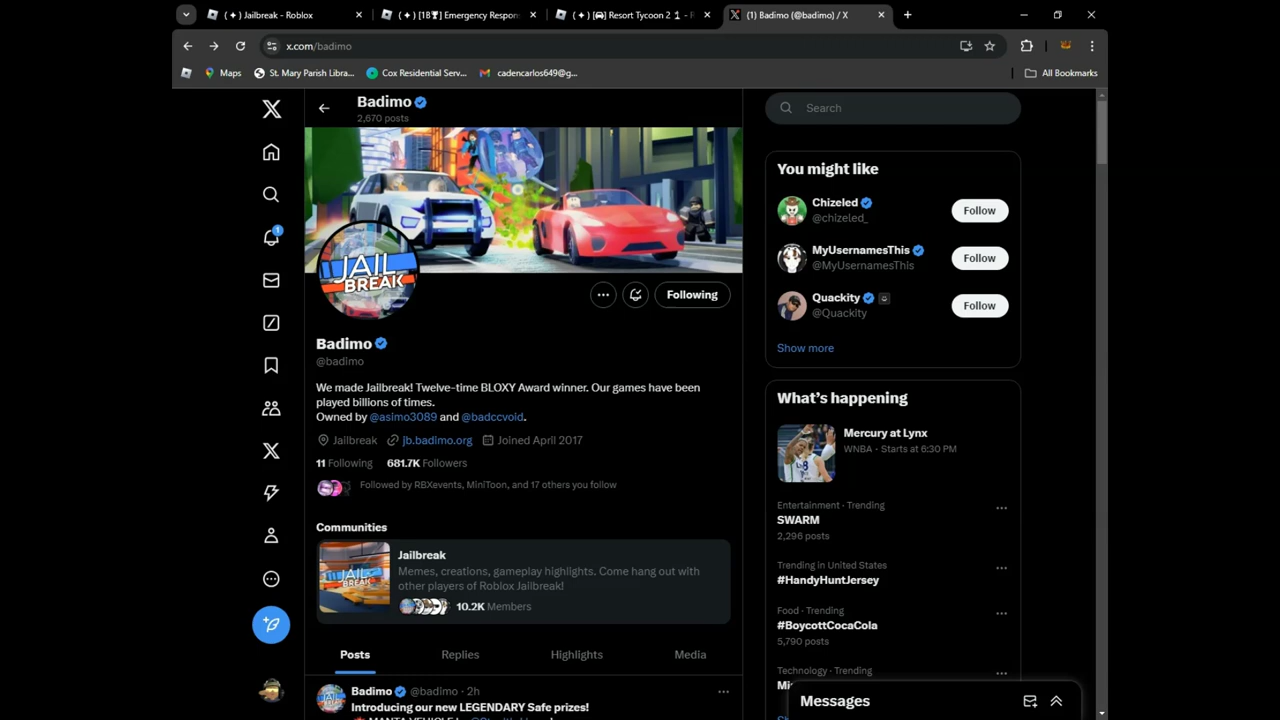 ( ✦ ) Jailbreak - Roblox
( ✦ ) [1B🏆] Emergency Respon
( ✦ ) [🚘] Resort Tycoon 2 🏝 - R
(1) Badimo (@badimo) / X
x.com/badimo
Maps
St. Mary Parish Libra...
Cox Residential Serv...
cadencarlos649@g...
All Bookmarks
Badimo
2,670 posts
Search
You might like
Chizeled
@chizeled_
Follow
MyUsernamesThis
@MyUsernamesThis
Follow
Quackity
@Quackity
Follow
Show more
JAIL
BREAK
Following
Badimo
@badimo
We made Jailbreak! Twelve-time BLOXY Award winner. Our games have been
played billions of times.
Owned by @asimo3089 and @badccvoid.
Jailbreak jb.badimo.org Joined April 2017
11 Following 681.7K Followers
Followed by RBXevents, MiniToon, and 17 others you follow
Communities
Jailbreak
Memes, creations, gameplay highlights. Come hang out with
other players of Roblox Jailbreak!
10.2K Members
Posts Replies Highlights Media
Badimo @badimo · 2h
Introducing our new LEGENDARY Safe prizes!
What's happening
Mercury at Lynx
WNBA · Starts at 6:30 PM
Entertainment · Trending
SWARM
2,296 posts
Trending in United States
#HandyHuntJersey
Food · Trending
#BoycottCocaCola
5,790 posts
Technology · Trending
Messages